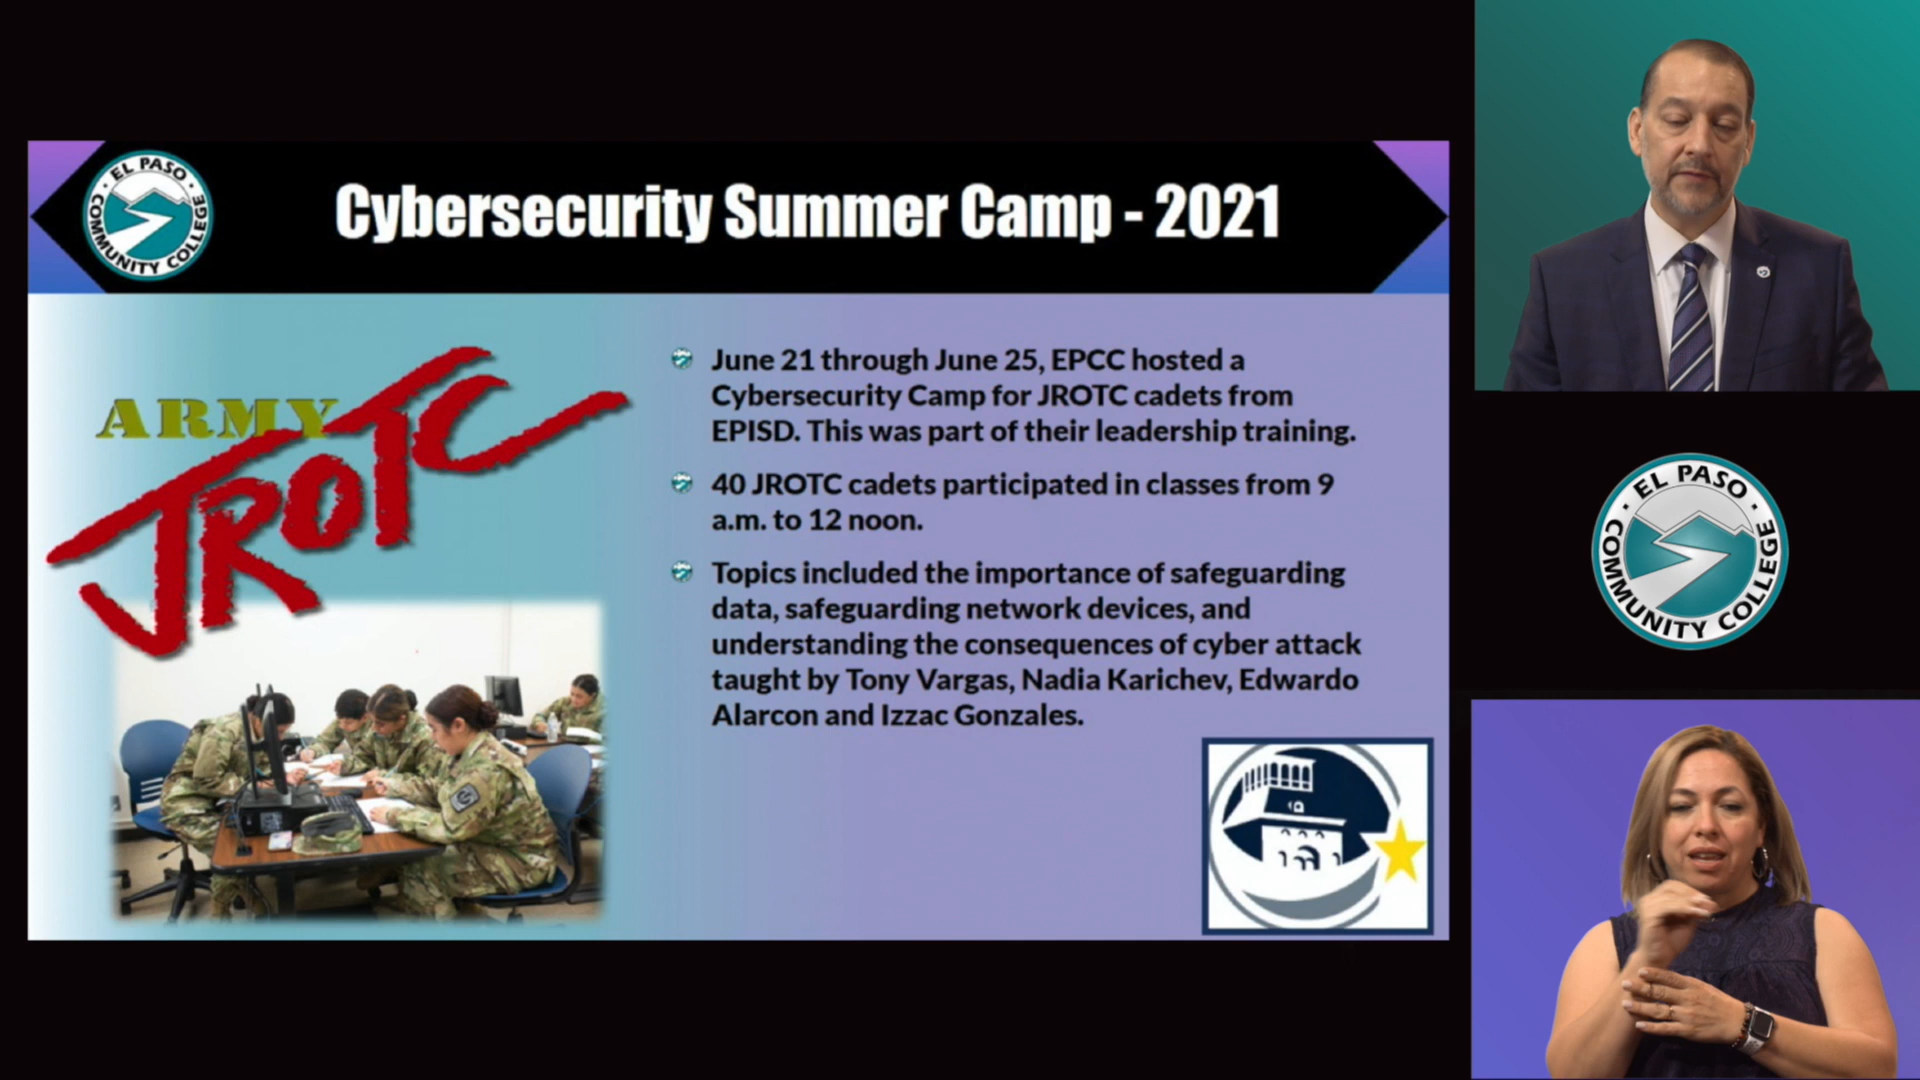 EL PASO
COMMUNITY COLLEGE
Cybersecurity Summer Camp - 2021
ARMY
JROTC
June 21 through June 25, EPCC hosted a
Cybersecurity Camp for JROTC cadets from
EPISD. This was part of their leadership training.
40 JROTC cadets participated in classes from 9
a.m. to 12 noon.
Topics included the importance of safeguarding
data, safeguarding network devices, and
understanding the consequences of cyber attack
taught by Tony Vargas, Nadia Karichev, Edwardo
Alarcon and Izzac Gonzales.
EL PASO
COMMUNITY COLLEGE